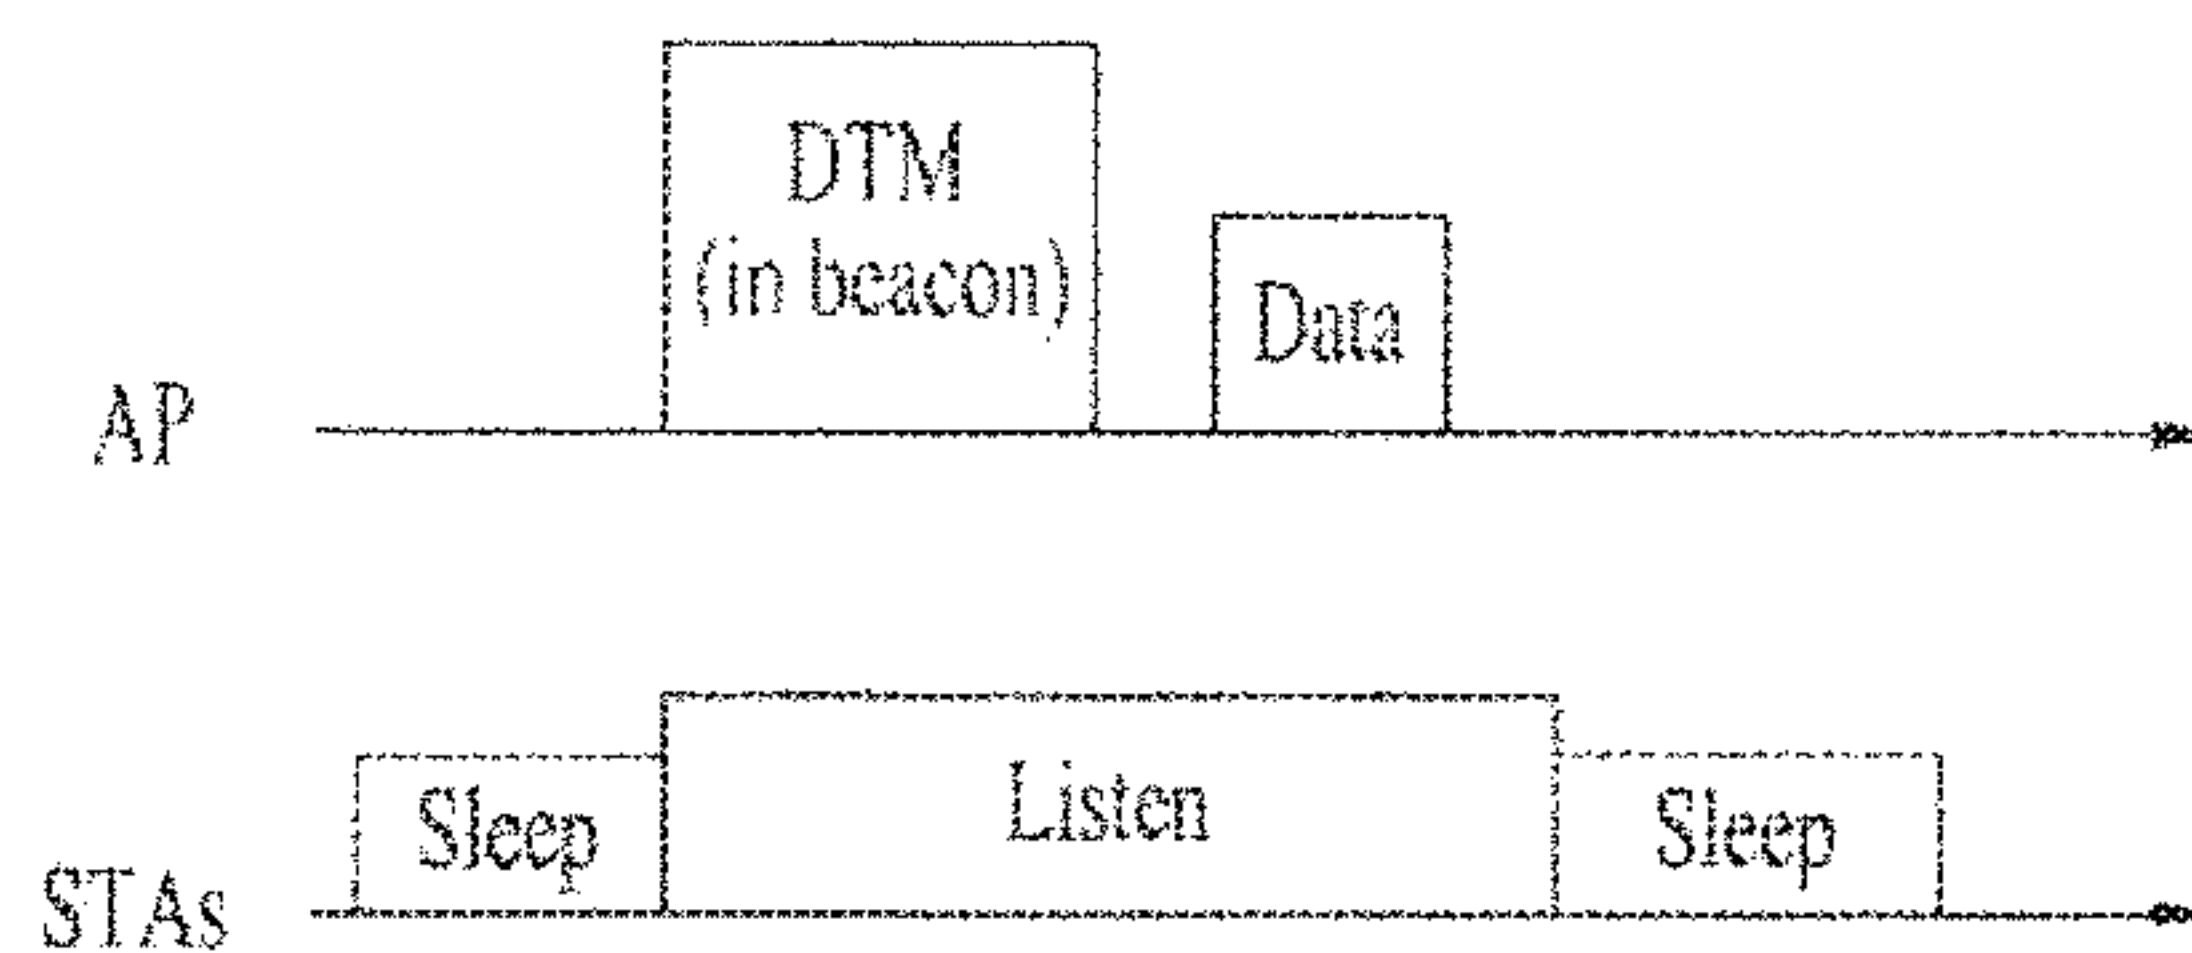 DTM
(in beacon)
Data
AP
Sleep
Listen
Sleep
STAs